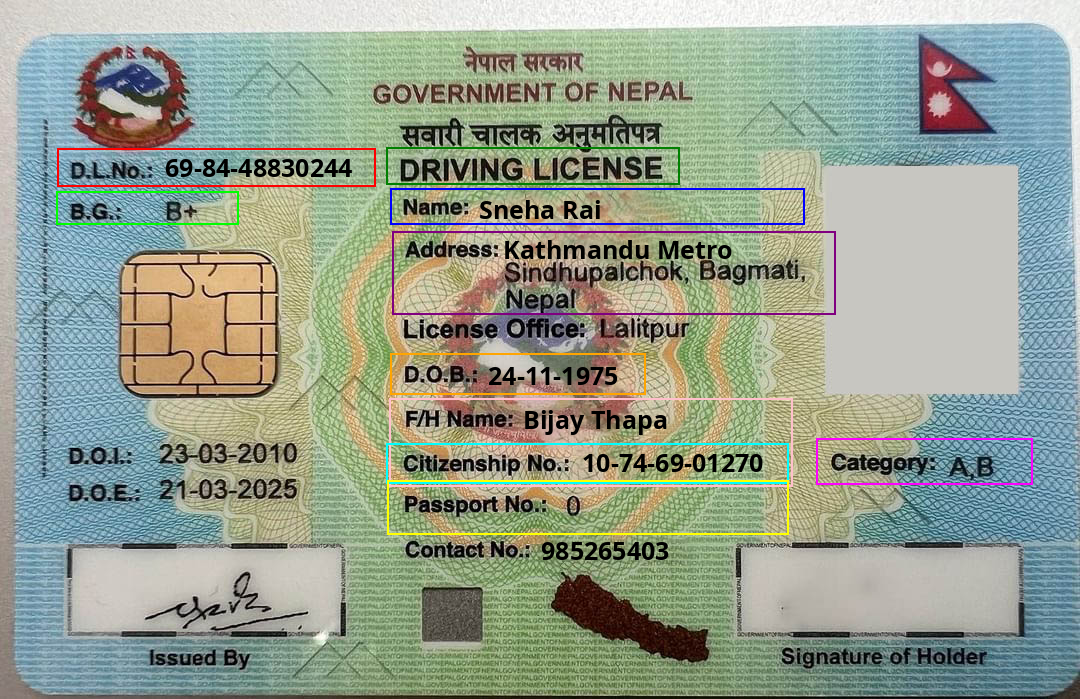 नेपाल सरकार
GOVERNMENT OF NEPAL
सवारी चालक अनुमतिपत्र
DRIVING LICENSE
D.L.No.: 69-84-48830244
B.G.: B+
Name: Sneha Rai
Address: Kathmandu Metro
Sindhupalchok, Bagmati,
Nepal
License Office: Lalitpur
D.O.B.: 24-11-1975
F/H Name: Bijay Thapa
D.O.I.: 23-03-2010
Citizenship No.: 10-74-69-01270
Category: A,B
D.O.E.: 21-03-2025
Passport No.: 0
Contact No.: 985265403
Issued By
Signature of Holder